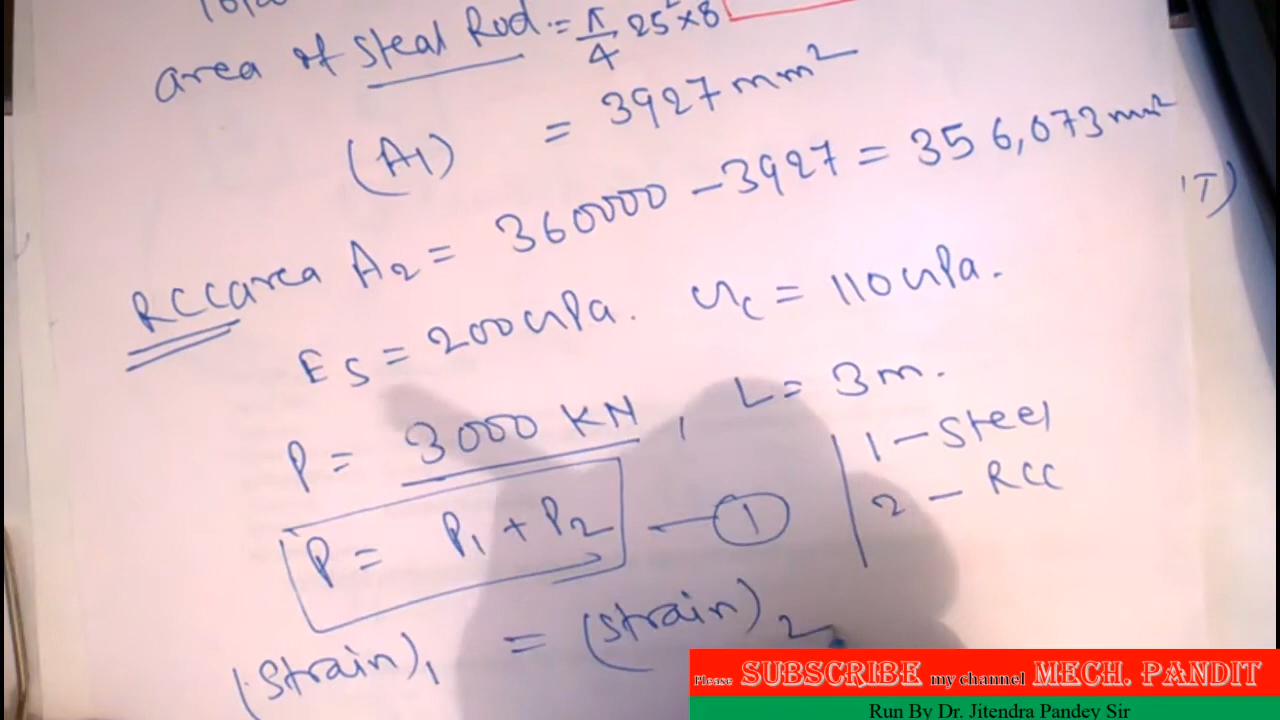 area of Steal Rod = π/4 25² × 8
(A1) = 3927 mm²
RCC area A2 = 360000 - 3927 = 356,073 mm²
ES = 200 GPa. GC = 110 GPa.
P = 3000 KN, L = 3m.
P = P1 + P2 — 1
1 - Steel
2 - RCC
(Strain)1 = (Strain)2
Please SUBSCRIBE my channel MECH. PANDIT
Run By Dr. Jitendra Pandey Sir